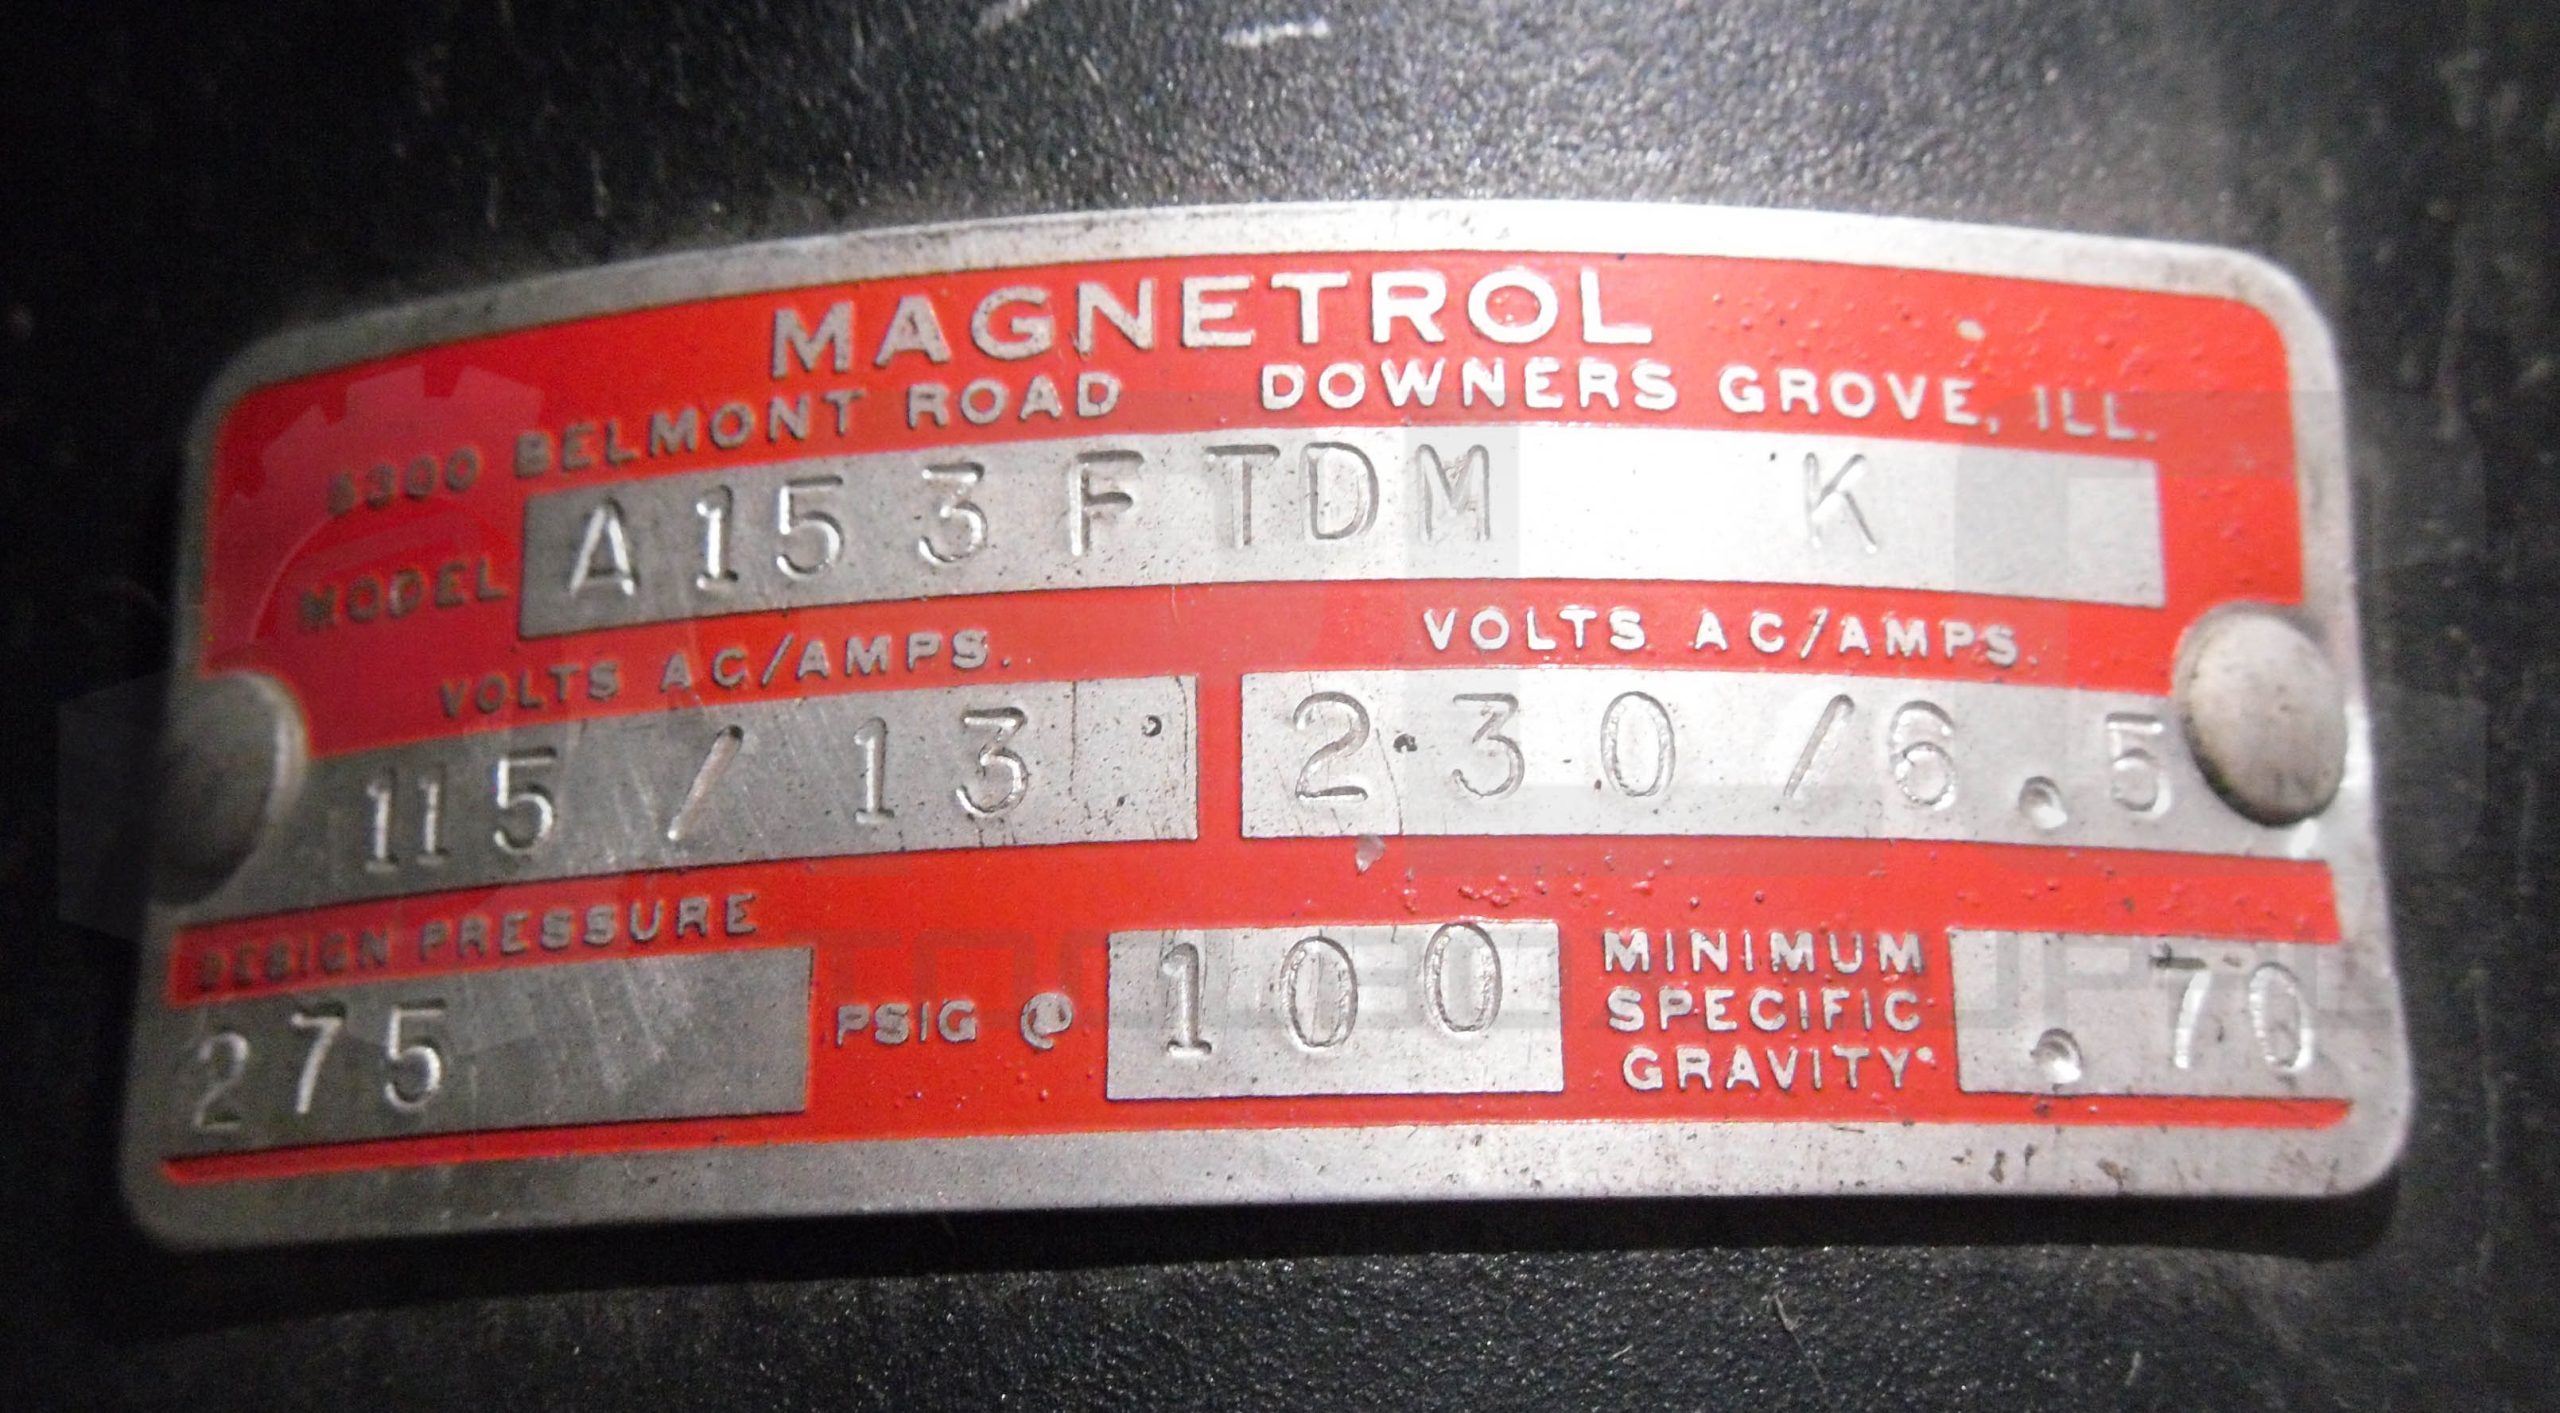 MAGNETROL
5300 BELMONT ROAD DOWNERS GROVE, ILL.
MODEL A153FTDM K
VOLTS AC/AMPS. VOLTS AC/AMPS.
115/13 230/6.5
DESIGN PRESSURE
275 PSIG @ 100
MINIMUM
SPECIFIC
GRAVITY .70